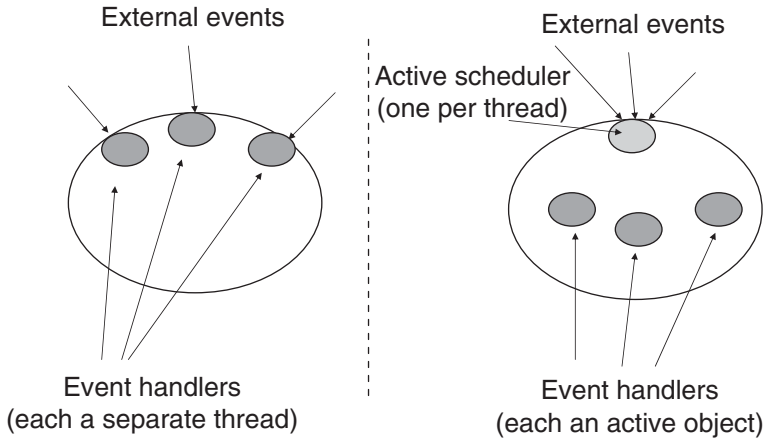 External events
Event handlers
(each a separate thread)
External events
Active scheduler
(one per thread)
Event handlers
(each an active object)